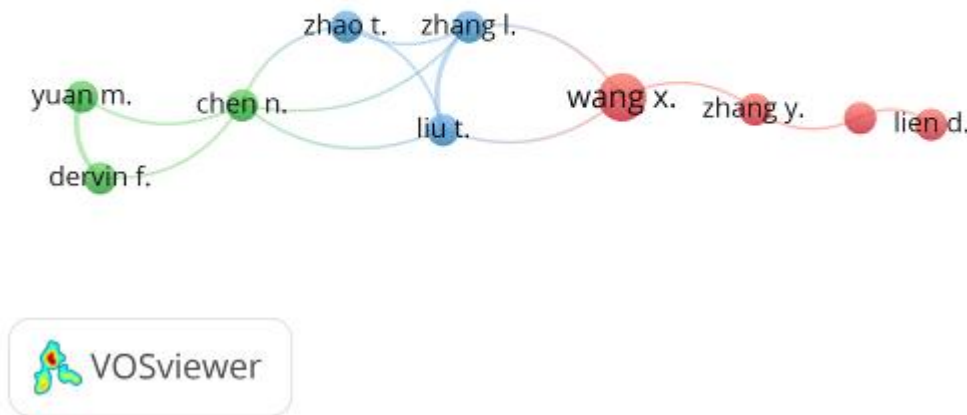 zhao t.
zhang l.
yuan m.
chen n.
wang x.
zhang y.
liu t.
lien d.
dervin f.
VOSviewer